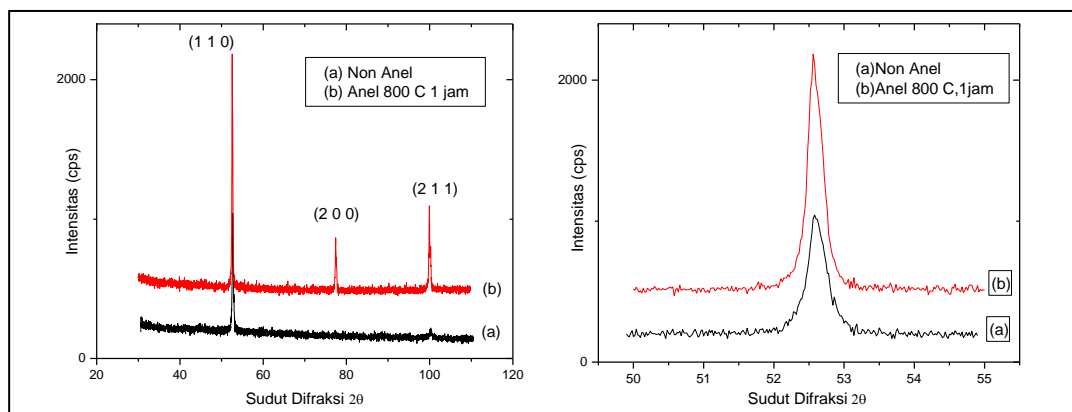 (1 1 0)
(2 0 0)
(2 1 1)
(a) Non Anel
(b) Anel 800 C 1 jam
(b)
(a)
2000
0
Intensitas (cps)
20 40 60 80 100 120
Sudut Difraksi 2θ
(a)Non Anel
(b)Anel 800 C,1jam
(b)
(a)
2000
0
Intensitas (cps)
50 51 52 53 54 55
Sudut Difraksi 2θ